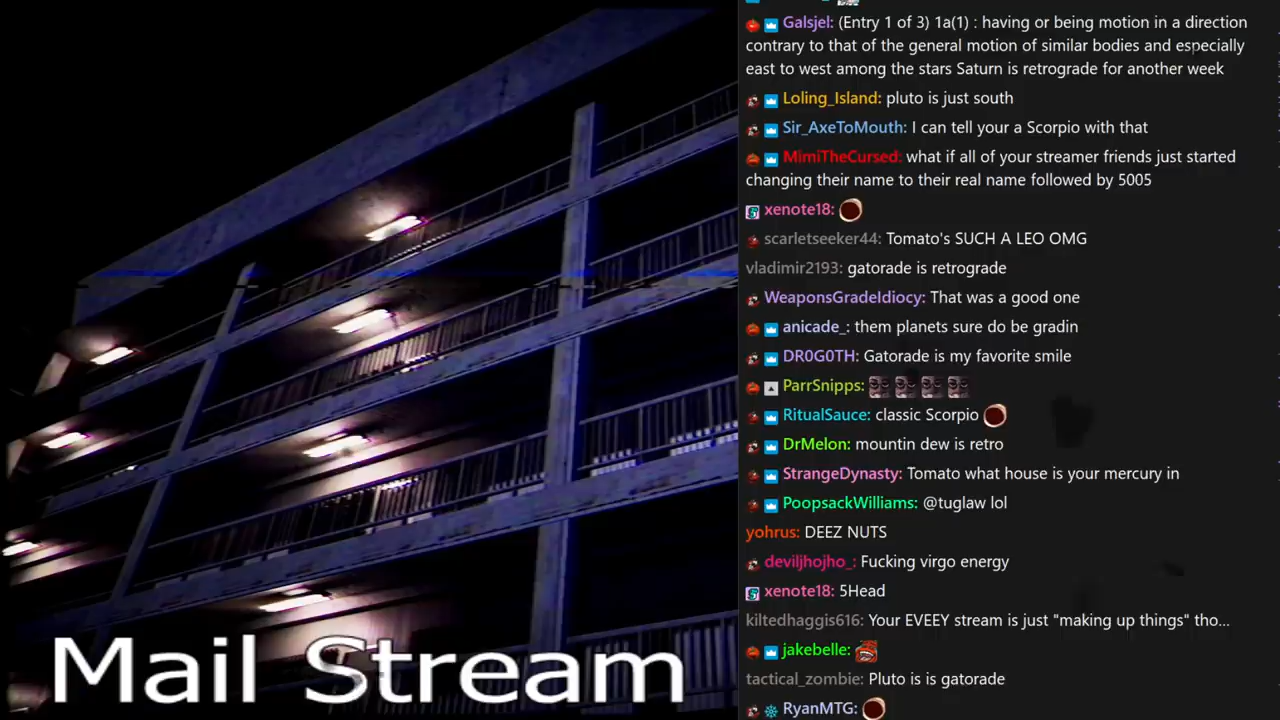 Galsjel: (Entry 1 of 3) 1a(1) : having or being motion in a direction
contrary to that of the general motion of similar bodies and especially
east to west among the stars Saturn is retrograde for another week
Loling_Island: pluto is just south
Sir_AxeToMouth: I can tell your a Scorpio with that
MimiTheCursed: what if all of your streamer friends just started
changing their name to their real name followed by 5005
xenote18:
scarletseeker44: Tomato's SUCH A LEO OMG
vladimir2193: gatorade is retrograde
WeaponsGradeIdiocy: That was a good one
anicade_: them planets sure do be gradin
DR0G0TH: Gatorade is my favorite smile
ParrSnipps:
RitualSauce: classic Scorpio
DrMelon: mountin dew is retro
StrangeDynasty: Tomato what house is your mercury in
PoopsackWilliams: @tuglaw lol
yohrus: DEEZ NUTS
deviljhojho_: Fucking virgo energy
xenote18: 5Head
kiltedhaggis616: Your EVEEY stream is just "making up things" tho...
jakebelle:
tactical_zombie: Pluto is is gatorade
RyanMTG:
Mail Stream